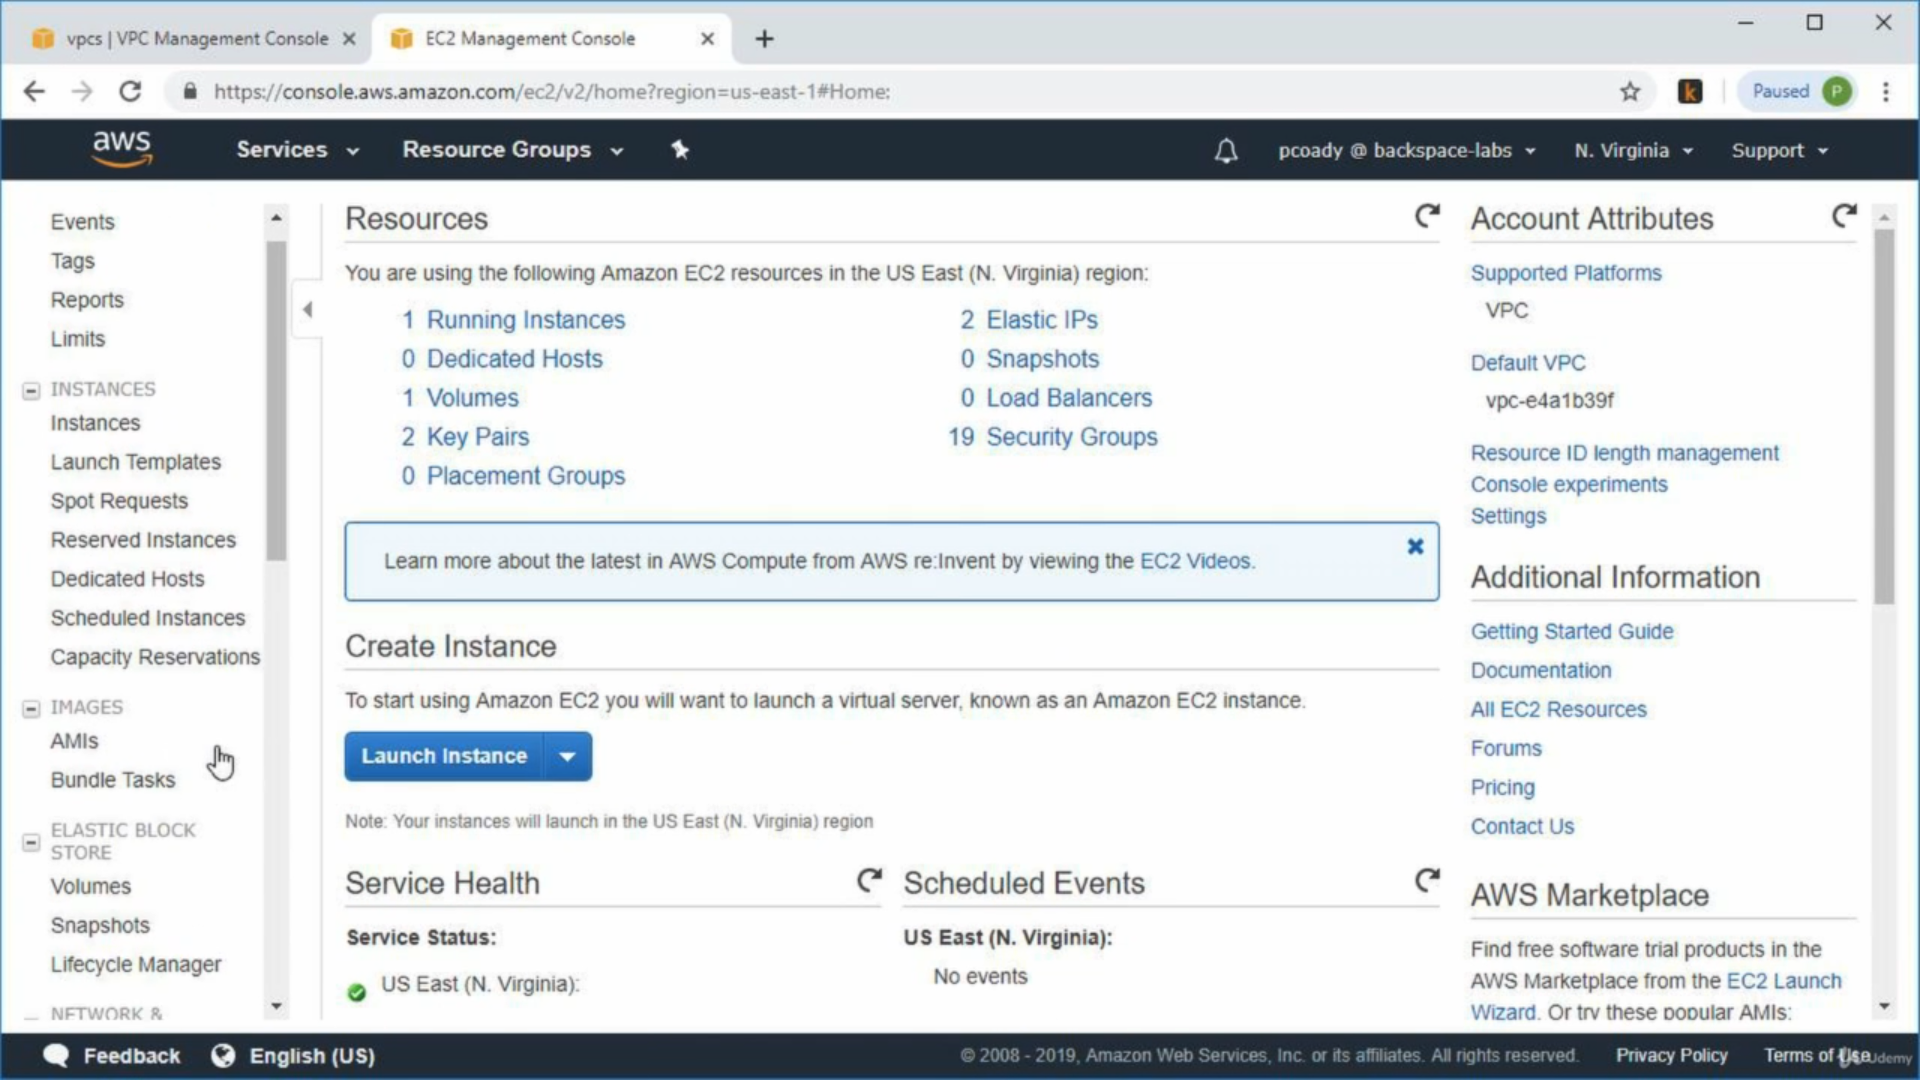 vpcs | VPC Management Console
EC2 Management Console
https://console.aws.amazon.com/ec2/v2/home?region=us-east-1#Home:
k
Paused P
aws
Services
Resource Groups
pcoady @ backspace-labs
N. Virginia
Support
Events
Tags
Reports
Limits
INSTANCES
Instances
Launch Templates
Spot Requests
Reserved Instances
Dedicated Hosts
Scheduled Instances
Capacity Reservations
IMAGES
AMIs
Bundle Tasks
ELASTIC BLOCK
STORE
Volumes
Snapshots
Lifecycle Manager
NETWORK &
Resources
You are using the following Amazon EC2 resources in the US East (N. Virginia) region:
1 Running Instances
0 Dedicated Hosts
1 Volumes
2 Key Pairs
0 Placement Groups
2 Elastic IPs
0 Snapshots
0 Load Balancers
19 Security Groups
Learn more about the latest in AWS Compute from AWS re:Invent by viewing the EC2 Videos.
Create Instance
To start using Amazon EC2 you will want to launch a virtual server, known as an Amazon EC2 instance.
Launch Instance
Note: Your instances will launch in the US East (N. Virginia) region
Service Health
Service Status:
US East (N. Virginia):
Scheduled Events
US East (N. Virginia):
No events
Account Attributes
Supported Platforms
VPC
Default VPC
vpc-e4a1b39f
Resource ID length management
Console experiments
Settings
Additional Information
Getting Started Guide
Documentation
All EC2 Resources
Forums
Pricing
Contact Us
AWS Marketplace
Find free software trial products in the
AWS Marketplace from the EC2 Launch
Wizard. Or try these popular AMIs:
Feedback
English (US)
© 2008 - 2019, Amazon Web Services, Inc. or its affiliates. All rights reserved.
Privacy Policy
Terms of Use
Udemy